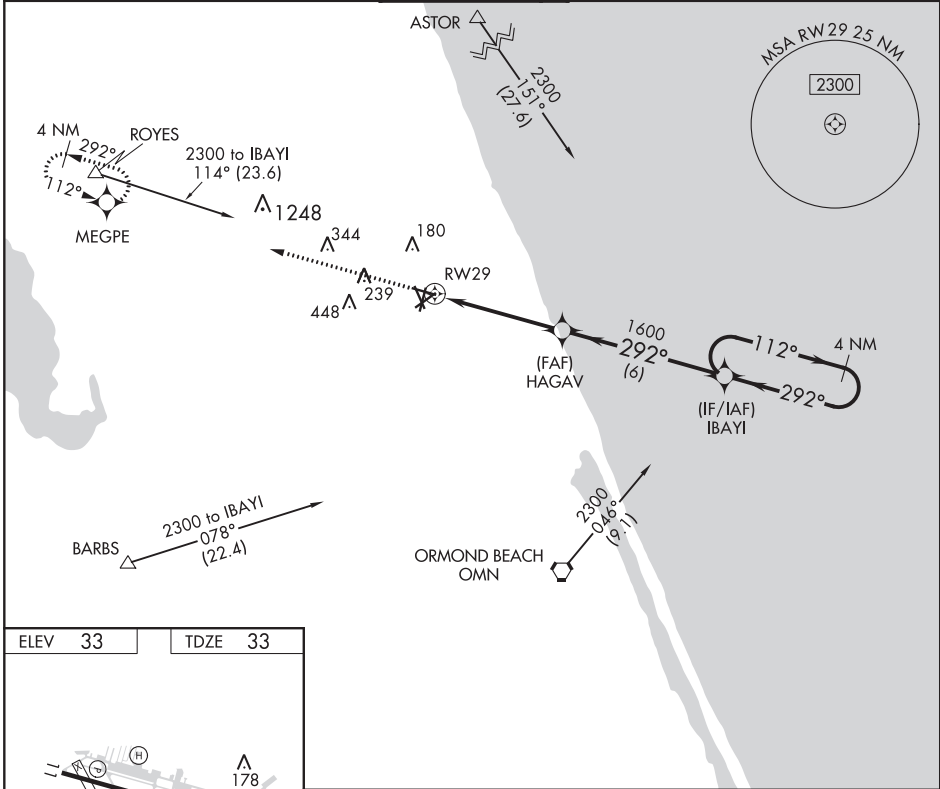 ASTOR
2300
151°
(27.6)
MSA RW29 25 NM
2300
4 NM
292°
ROYES
112°
MEGPE
2300 to IBAYI
114° (23.6)
1248
344
180
239
448
RW29
(FAF)
HAGAV
1600
292°
(6)
112°
4 NM
292°
(IF/IAF)
IBAYI
2300 to IBAYI
078°
(22.4)
BARBS
2300
046°
(9.1)
ORMOND BEACH
OMN
ELEV 33
TDZE 33
11
X
P
H
178